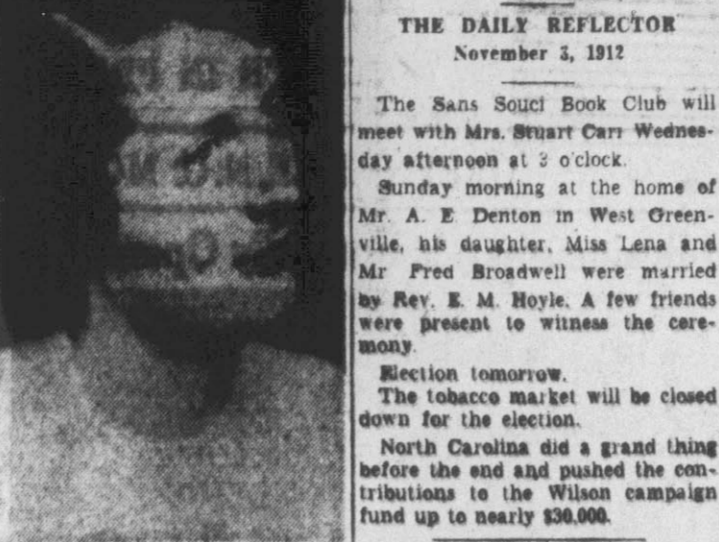 THE DAILY REFLECTOR
November 3, 1912
The Sans Souci Book Club will
meet with Mrs. Stuart Carr Wednes-
day afternoon at 3 o'clock.
Sunday morning at the home of
Mr. A. E Denton in West Green-
ville, his daughter, Miss Lena and
Mr Fred Broadwell were married
by Rev. E. M. Hoyle. A few friends
were present to witness the cere-
mony.
Election tomorrow.
The tobacco market will be closed
down for the election.
North Carolina did a grand thing
before the end and pushed the con-
tributions to the Wilson campaign
fund up to nearly $30,000.